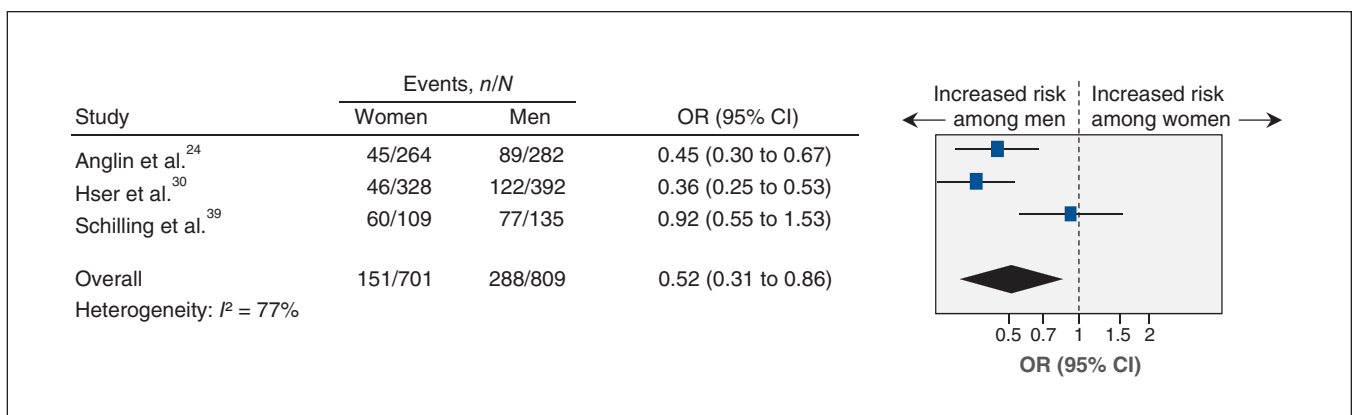 Events, n/N
Study Women Men OR (95% CI)
Anglin et al.24 45/264 89/282 0.45 (0.30 to 0.67)
Hser et al.30 46/328 122/392 0.36 (0.25 to 0.53)
Schilling et al.39 60/109 77/135 0.92 (0.55 to 1.53)
Overall 151/701 288/809 0.52 (0.31 to 0.86)
Heterogeneity: I² = 77%
Increased risk
among men
Increased risk
among women
0.5 0.7 1 1.5 2
OR (95% CI)